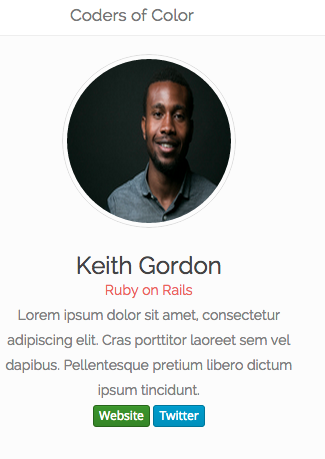 Coders of Color
Keith Gordon
Ruby on Rails
Lorem ipsum dolor sit amet, consectetur
adipiscing elit. Cras porttitor laoreet sem vel
dapibus. Pellentesque pretium libero dictum
ipsum tincidunt.
Website Twitter